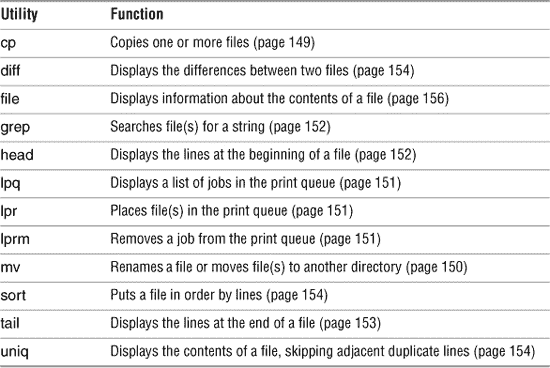 Utility Function
cp Copies one or more files (page 149)
diff Displays the differences between two files (page 154)
file Displays information about the contents of a file (page 156)
grep Searches file(s) for a string (page 152)
head Displays the lines at the beginning of a file (page 152)
lpq Displays a list of jobs in the print queue (page 151)
lpr Places file(s) in the print queue (page 151)
lprm Removes a job from the print queue (page 151)
mv Renames a file or moves file(s) to another directory (page 150)
sort Puts a file in order by lines (page 154)
tail Displays the lines at the end of a file (page 153)
uniq Displays the contents of a file, skipping adjacent duplicate lines (page 154)